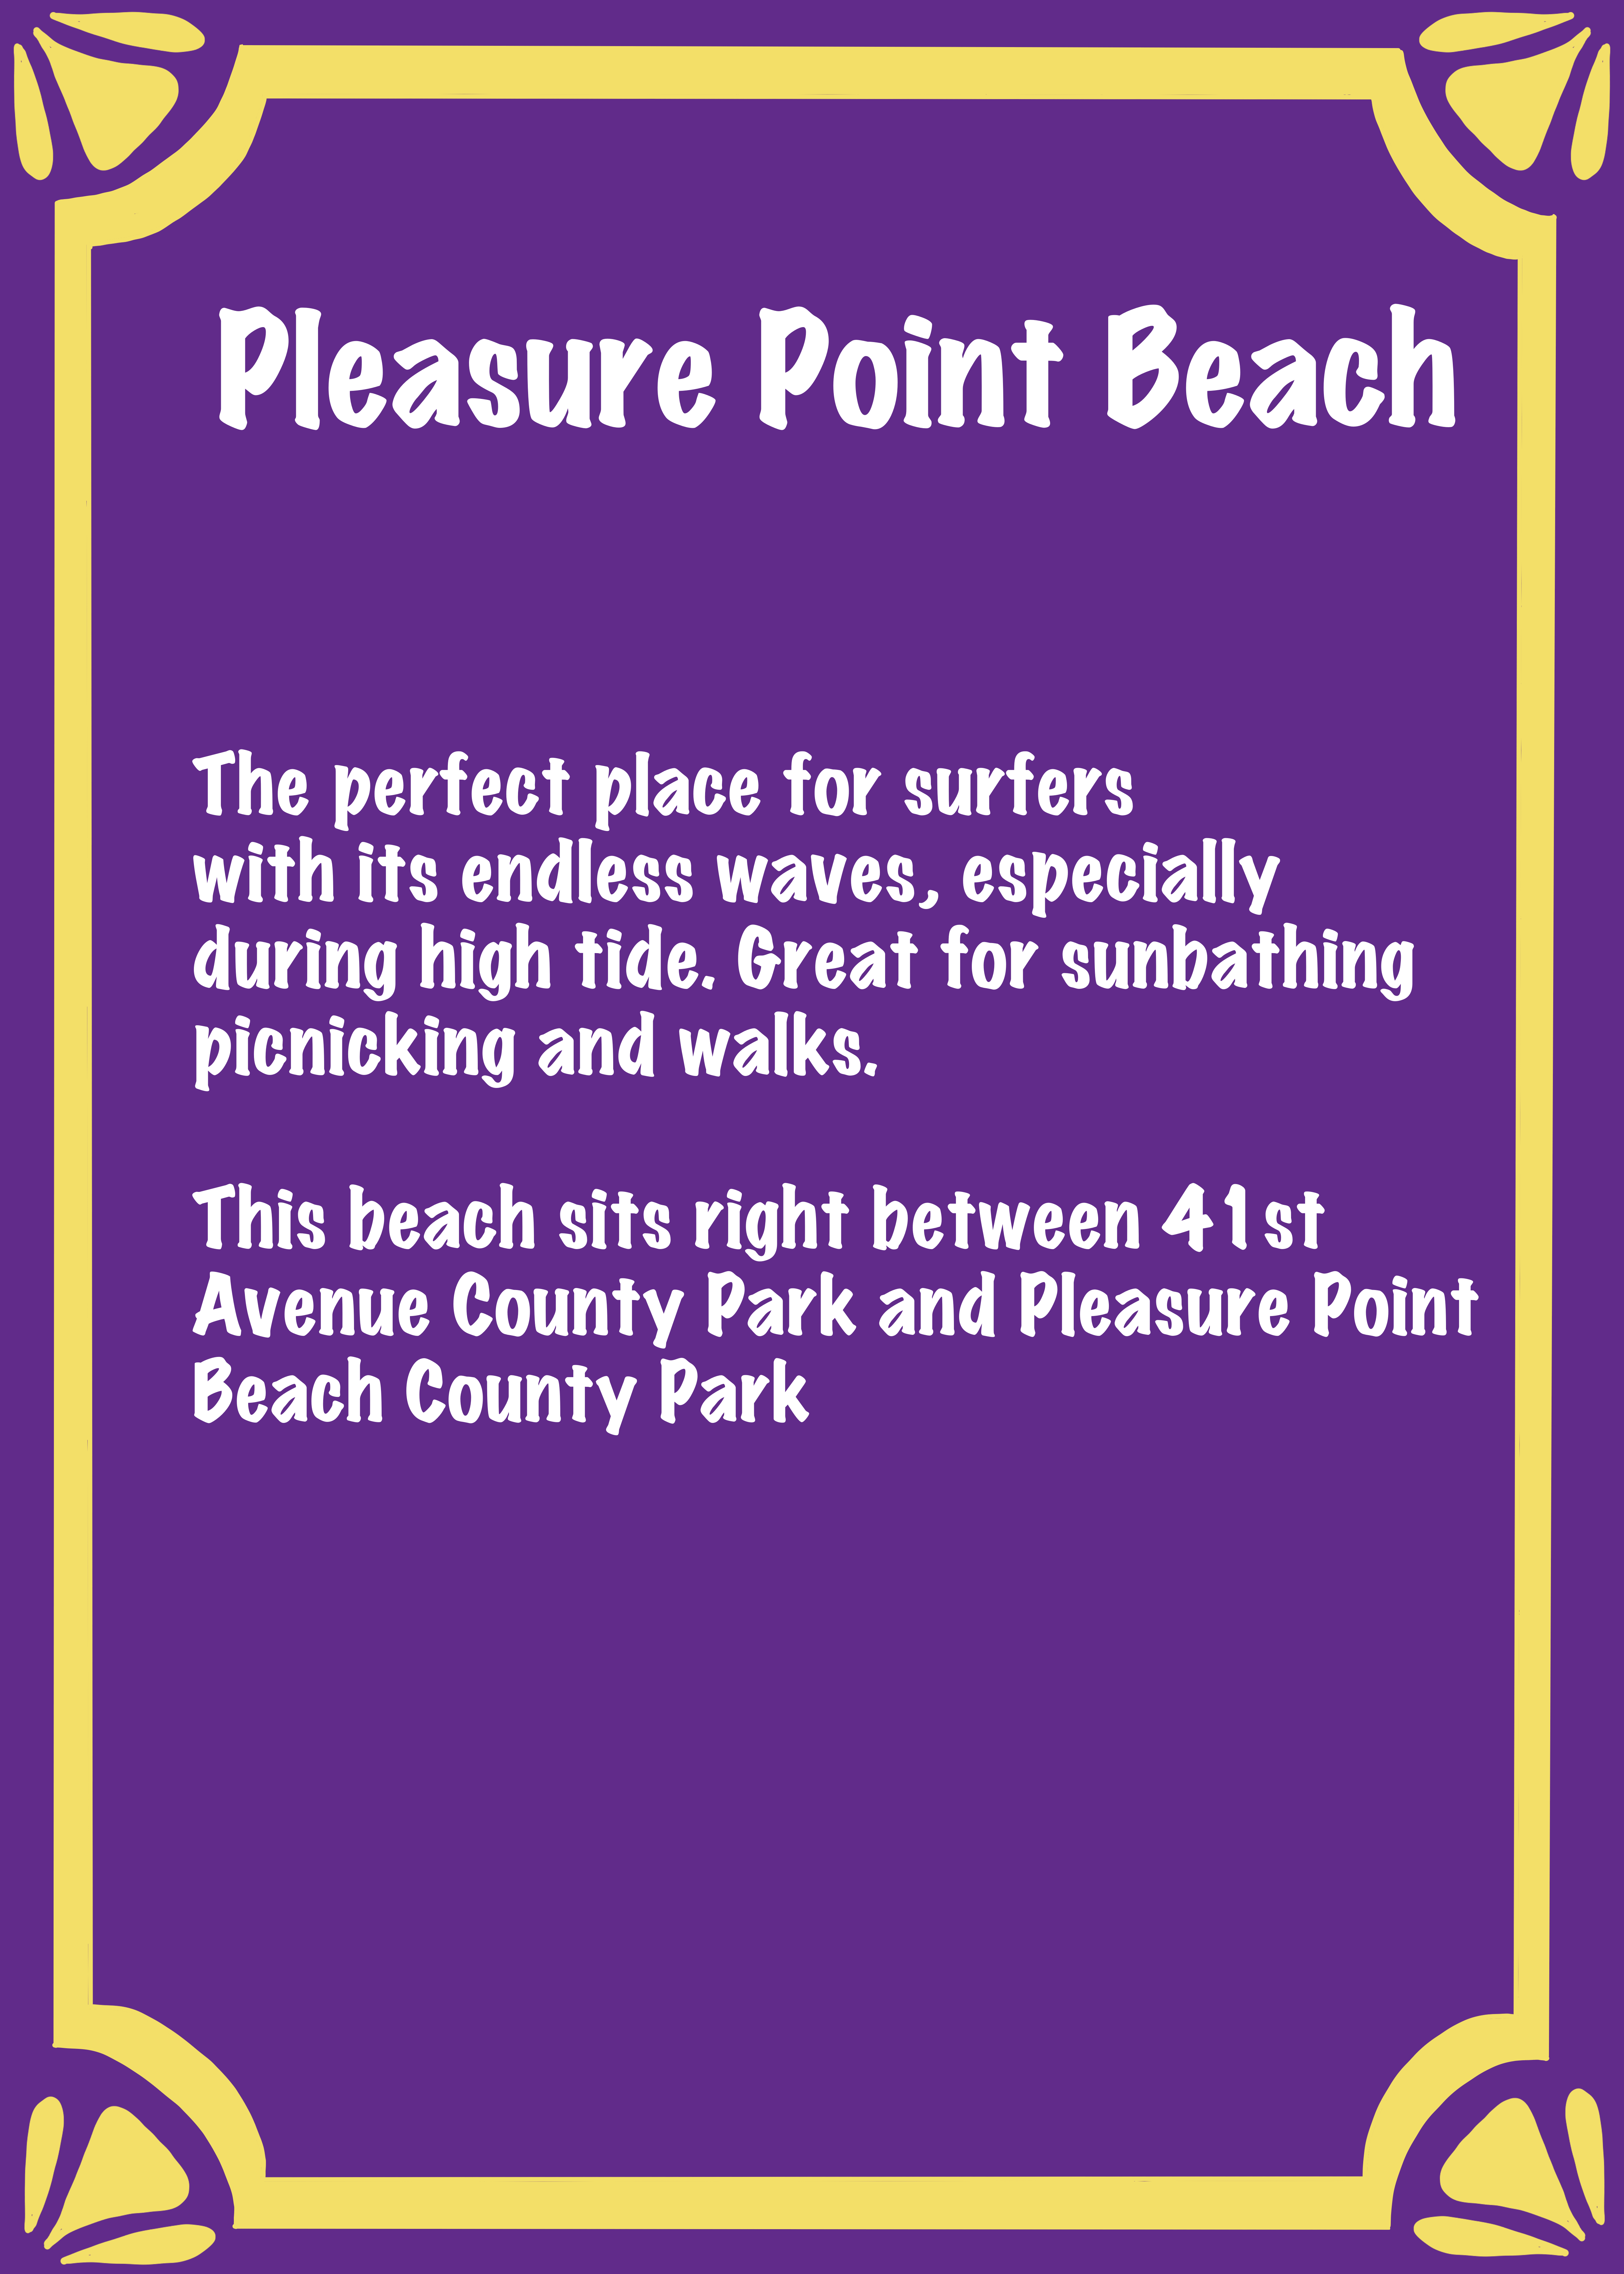 Pleasure Point Beach
The perfect place for surfers
with its endless waves, especially
during high tide. Great for sunbathing
picnicking and walks.
This beach sits right between 41st
Avenue County Park and Pleasure Point
Beach County Park